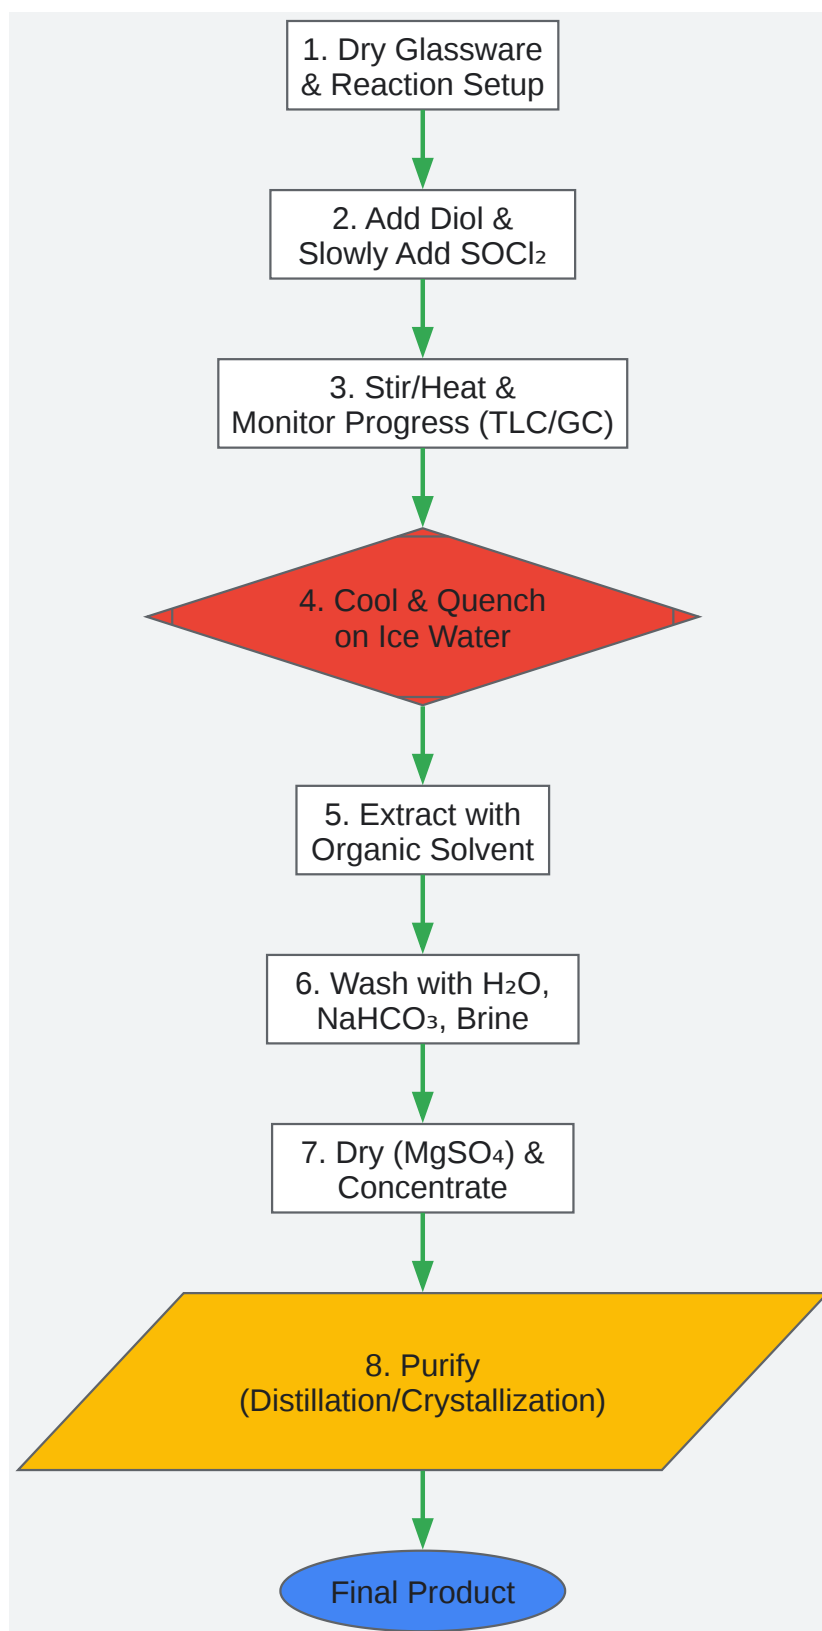 1. Dry Glassware
& Reaction Setup
2. Add Diol &
Slowly Add SOCl₂
3. Stir/Heat &
Monitor Progress (TLC/GC)
4. Cool & Quench
on Ice Water
5. Extract with
Organic Solvent
6. Wash with H₂O,
NaHCO₃, Brine
7. Dry (MgSO₄) &
Concentrate
8. Purify
(Distillation/Crystallization)
Final Product